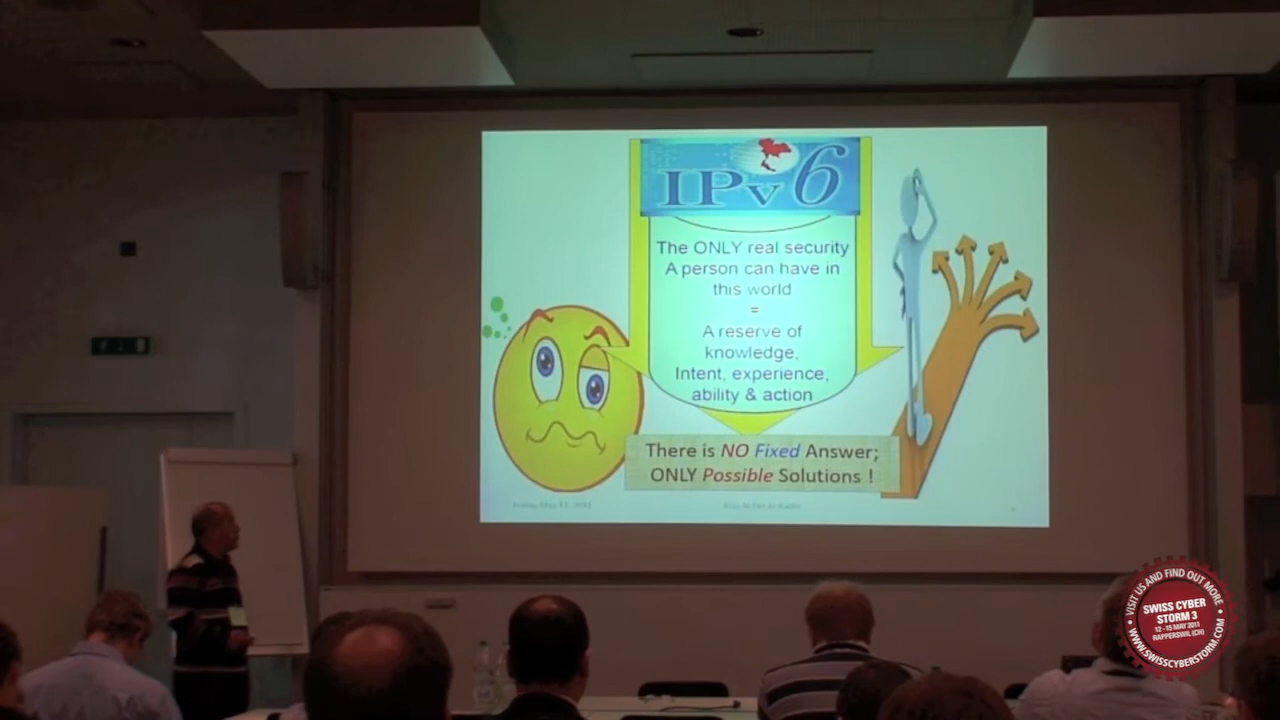 IPv6
The ONLY real security
A person can have in
this world
=
A reserve of
knowledge,
Intent, experience,
ability & action
There is NO Fixed Answer;
ONLY Possible Solutions !
VISIT US AND FIND OUT MORE
SWISS CYBER
STORM 3
12 - 15 MAY 2011
RAPPERSWIL (CH)
WWW.SWISSCYBERSTORM.COM